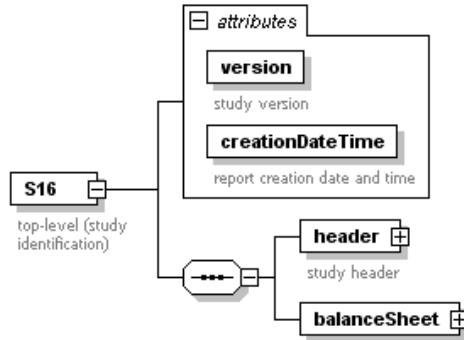 attributes
version
study version
creationDateTime
report creation date and time
S16
top-level (study
identification)
header
study header
balanceSheet